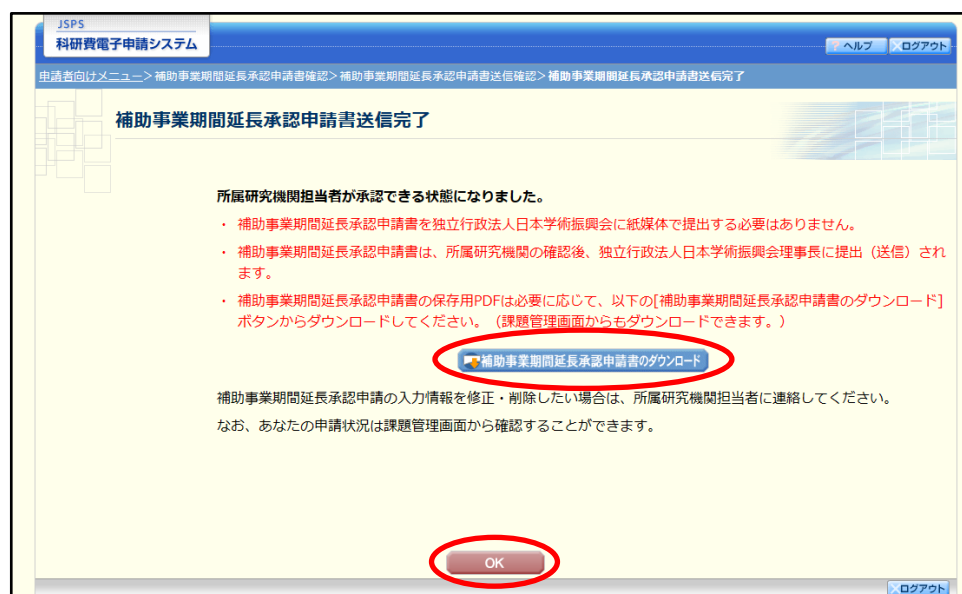 JSPS
科研費電子申請システム
? ヘルプ
×ログアウト
申請者向けメニュー＞補助事業期間延長承認申請書確認＞補助事業期間延長承認申請書送信確認＞補助事業期間延長承認申請書送信完了
補助事業期間延長承認申請書送信完了
所属研究機関担当者が承認できる状態になりました。
・ 補助事業期間延長承認申請書を独立行政法人日本学術振興会に紙媒体で提出する必要はありません。
・ 補助事業期間延長承認申請書は、所属研究機関の確認後、独立行政法人日本学術振興会理事長に提出（送信）され
ます。
・ 補助事業期間延長承認申請書の保存用PDFは必要に応じて、以下の[補助事業期間延長承認申請書のダウンロード]
ボタンからダウンロードしてください。（課題管理画面からもダウンロードできます。）
補助事業期間延長承認申請書のダウンロード
補助事業期間延長承認申請の入力情報を修正・削除したい場合は、所属研究機関担当者に連絡してください。
なお、あなたの申請状況は課題管理画面から確認することができます。
OK
×ログアウト